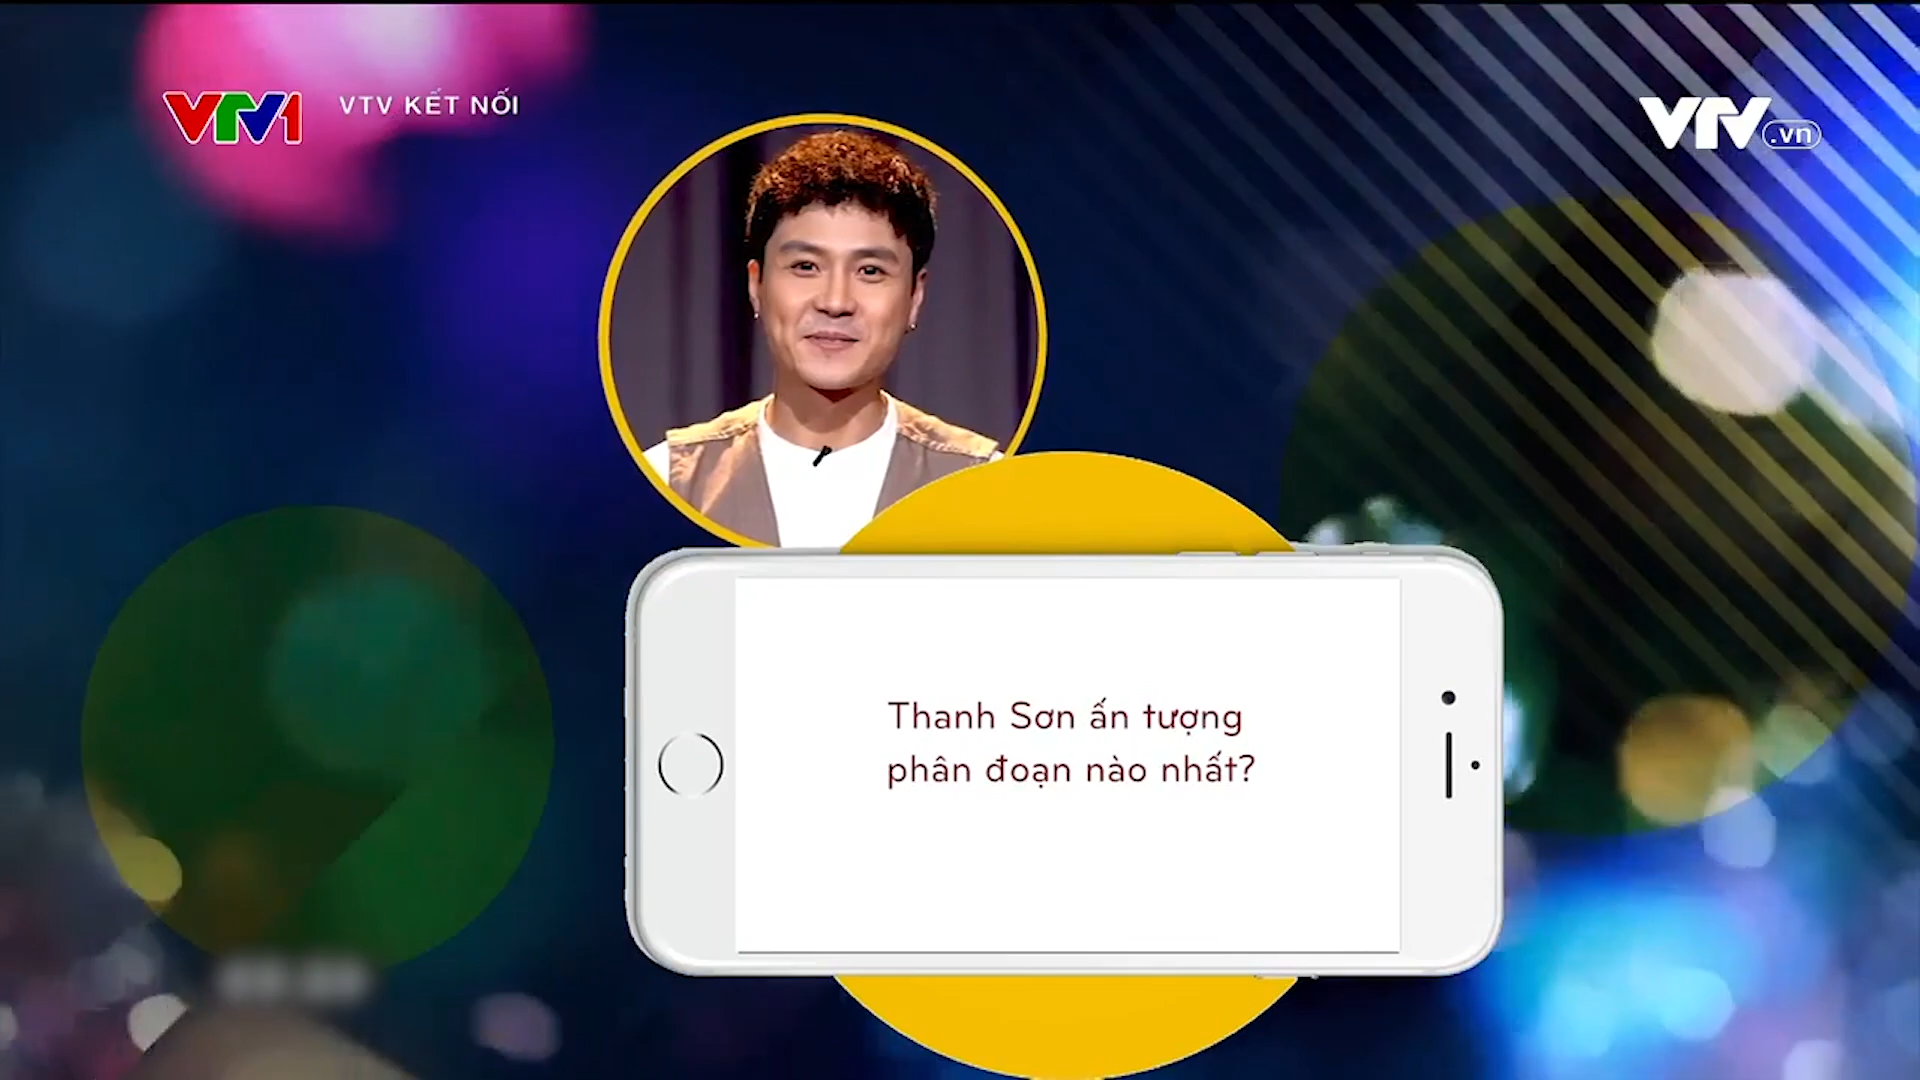 VTV1
VTV KẾT NỐI
VTV.vn
Thanh Sơn ấn tượng
phân đoạn nào nhất?